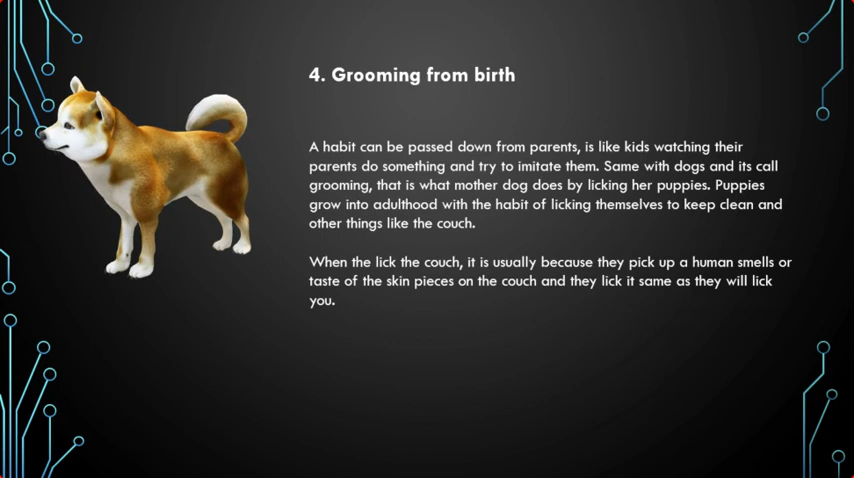 4. Grooming from birth
A habit can be passed down from parents, is like kids watching their
parents do something and try to imitate them. Same with dogs and its call
grooming, that is what mother dog does by licking her puppies. Puppies
grow into adulthood with the habit of licking themselves to keep clean and
other things like the couch.
When the lick the couch, it is usually because they pick up a human smells or
taste of the skin pieces on the couch and they lick it same as they will lick
you.